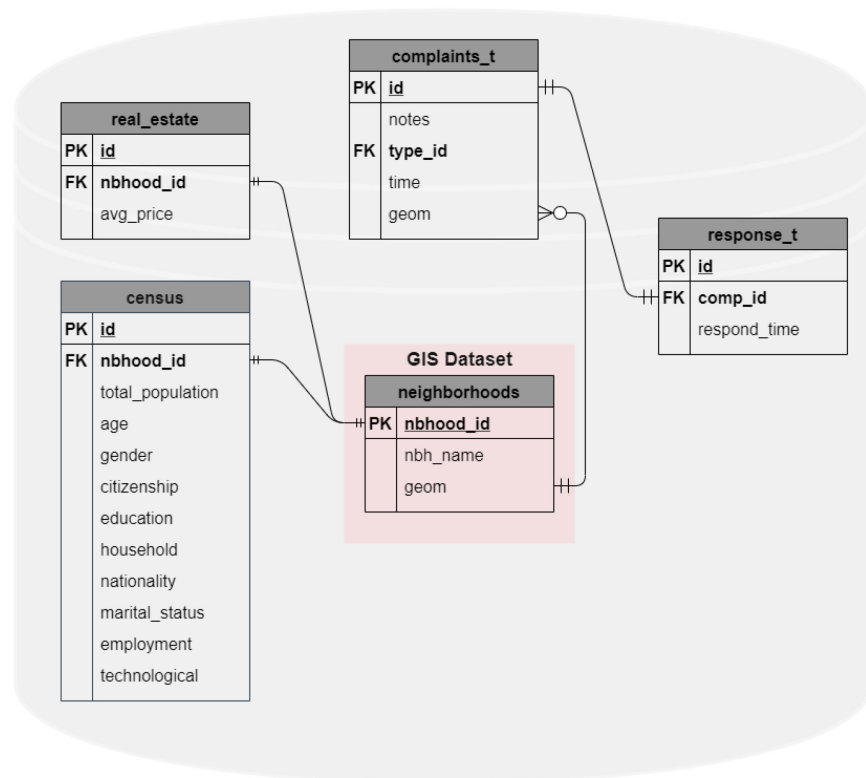 complaints_t
PK id
notes
FK type_id
time
geom
real_estate
PK id
FK nbhood_id
avg_price
response_t
PK id
FK comp_id
respond_time
census
PK id
FK nbhood_id
total_population
age
gender
citizenship
education
household
nationality
marital_status
employment
technological
GIS Dataset
neighborhoods
PK nbhood_id
nbh_name
geom